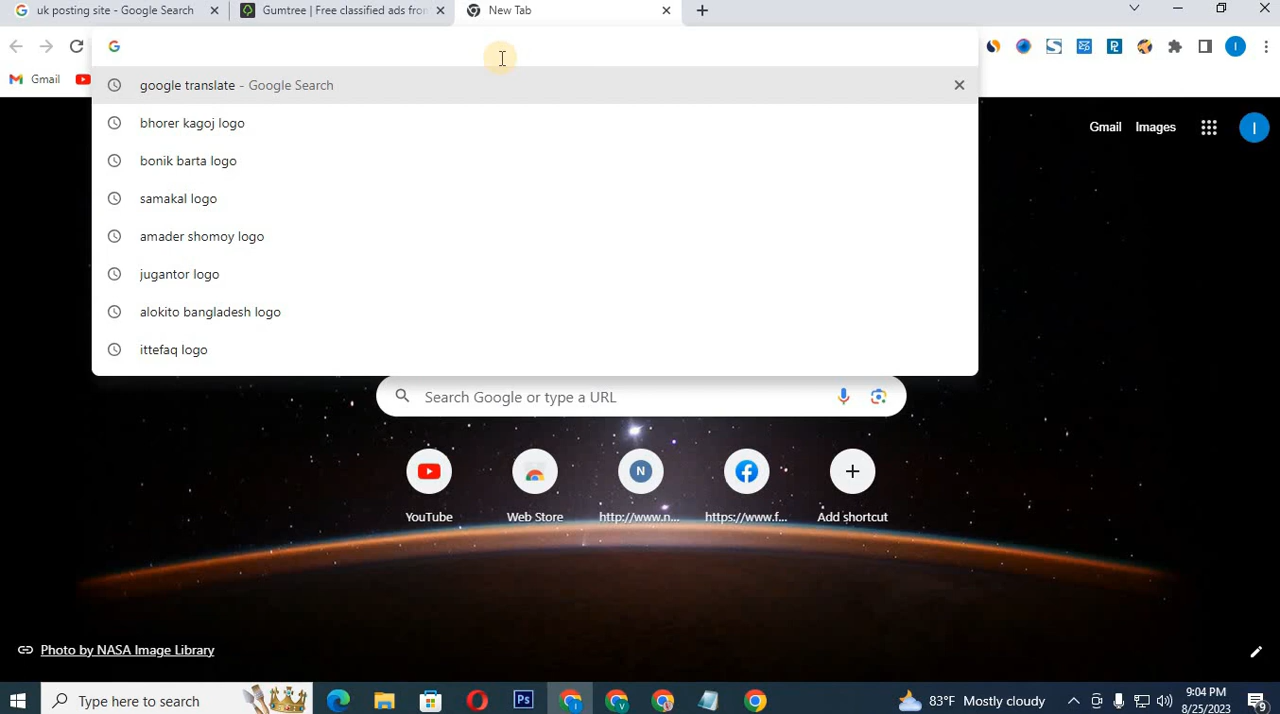 uk posting site - Google Search
Gumtree | Free classified ads from
New Tab
I
Gmail
google translate - Google Search
bhorer kagoj logo
bonik barta logo
samakal logo
amader shomoy logo
jugantor logo
alokito bangladesh logo
ittefaq logo
Gmail Images I
Search Google or type a URL
N
YouTube Web Store http://www.n... https://www.f... Add shortcut
Photo by NASA Image Library
Type here to search
Ps
83°F Mostly cloudy
9:04 PM
8/25/2023